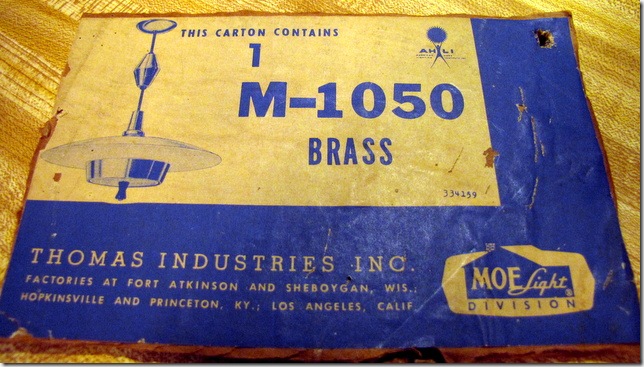 THIS CARTON CONTAINS
1
M-1050
BRASS
AHLI
334259
THOMAS INDUSTRIES INC.
FACTORIES AT FORT ATKINSON AND SHEBOYGAN, WIS.;
HOPKINSVILLE AND PRINCETON, KY.; LOS ANGELES, CALIF.
MOE Light
DIVISION